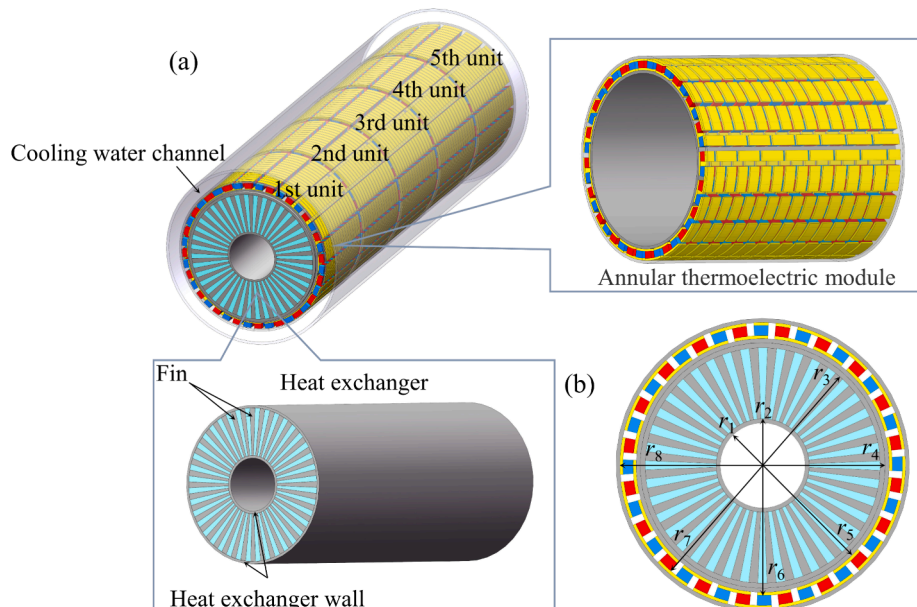 (a)
5th unit
4th unit
3rd unit
2nd unit
1st unit
Cooling water channel
Annular thermoelectric module
Fin
Heat exchanger
Heat exchanger wall
(b)
r1
r2
r3
r4
r5
r6
r7
r8